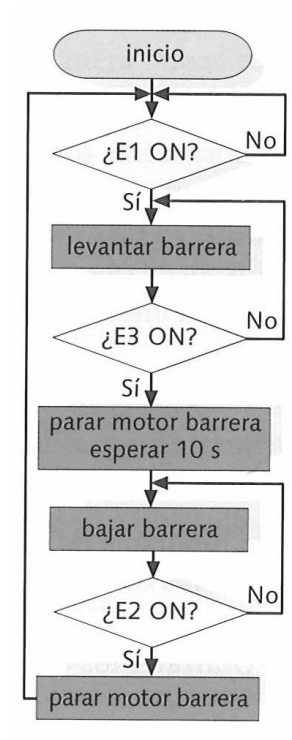 inicio
¿E1 ON?
No
Sí
levantar barrera
¿E3 ON?
No
Sí
parar motor barrera
esperar 10 s
bajar barrera
¿E2 ON?
No
Sí
parar motor barrera